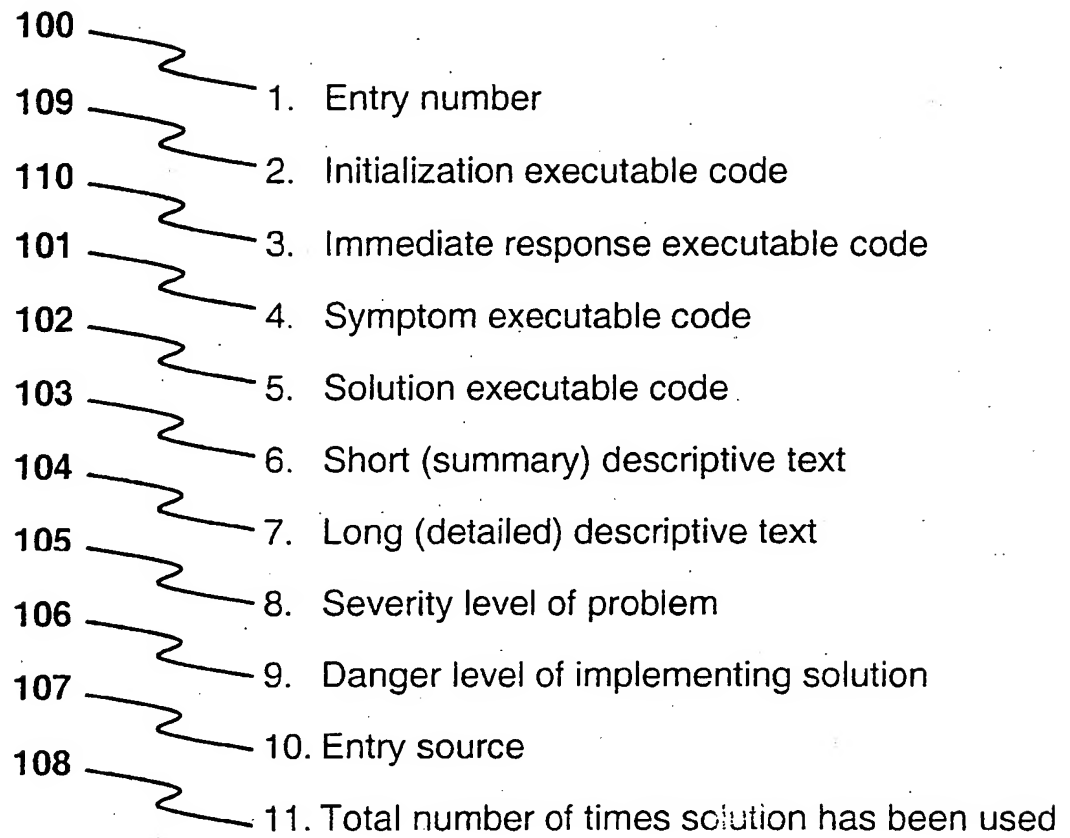 100
1. Entry number
109
2. Initialization executable code
110
3. Immediate response executable code
101
4. Symptom executable code
102
5. Solution executable code
103
6. Short (summary) descriptive text
104
7. Long (detailed) descriptive text
105
8. Severity level of problem
106
9. Danger level of implementing solution
107
10. Entry source
108
11. Total number of times solution has been used